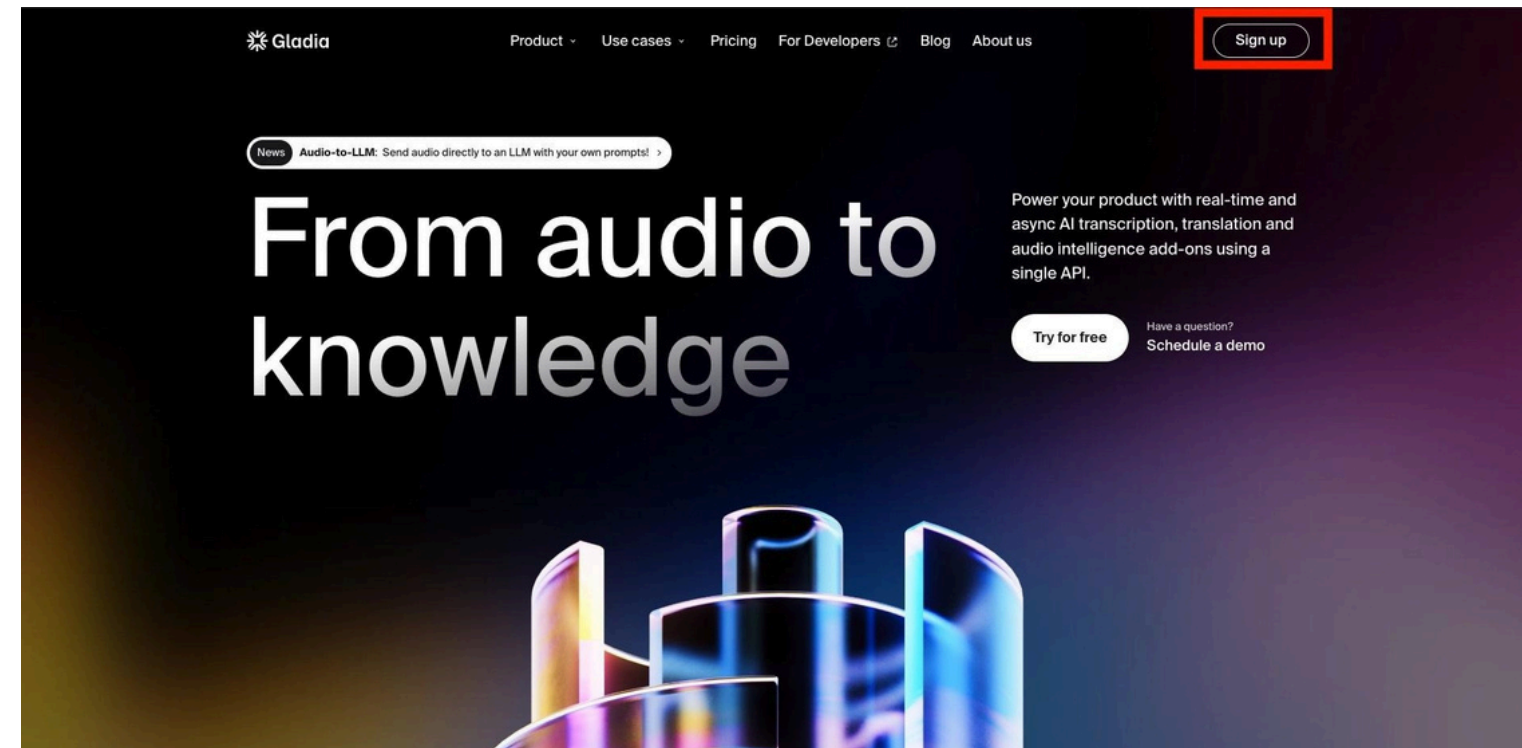 Gladia
Product
Use cases
Pricing
For Developers
Blog
About us
Sign up
News Audio-to-LLM: Send audio directly to an LLM with your own prompts!
From audio to
knowledge
Power your product with real-time and
async AI transcription, translation and
audio intelligence add-ons using a
single API.
Try for free
Have a question?
Schedule a demo